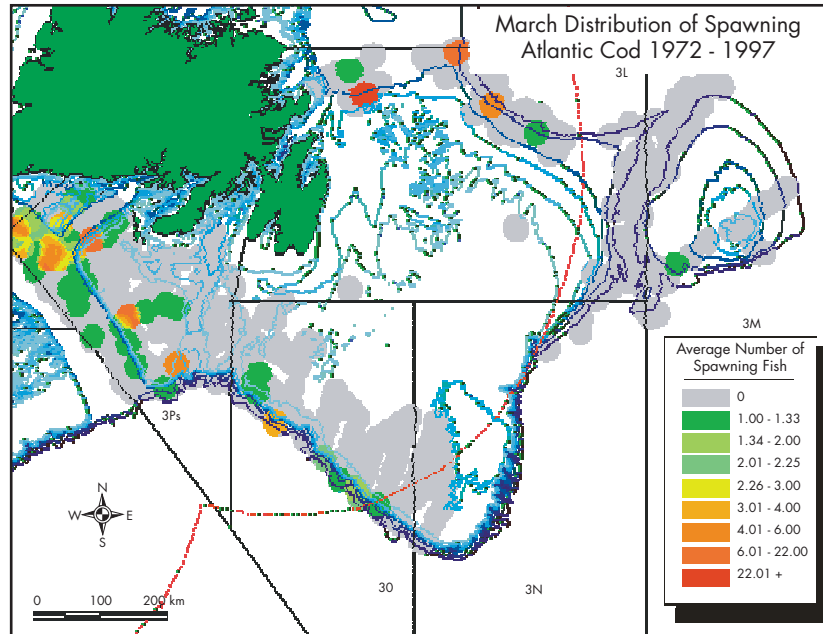 March Distribution of Spawning
Atlantic Cod 1972 - 1997
3L
3M
Average Number of
Spawning Fish
0
1.00 - 1.33
1.34 - 2.00
2.01 - 2.25
2.26 - 3.00
3.01 - 4.00
4.01 - 6.00
6.01 - 22.00
22.01 +
3Ps
N
W E
S
30
3N
0 100 200 km